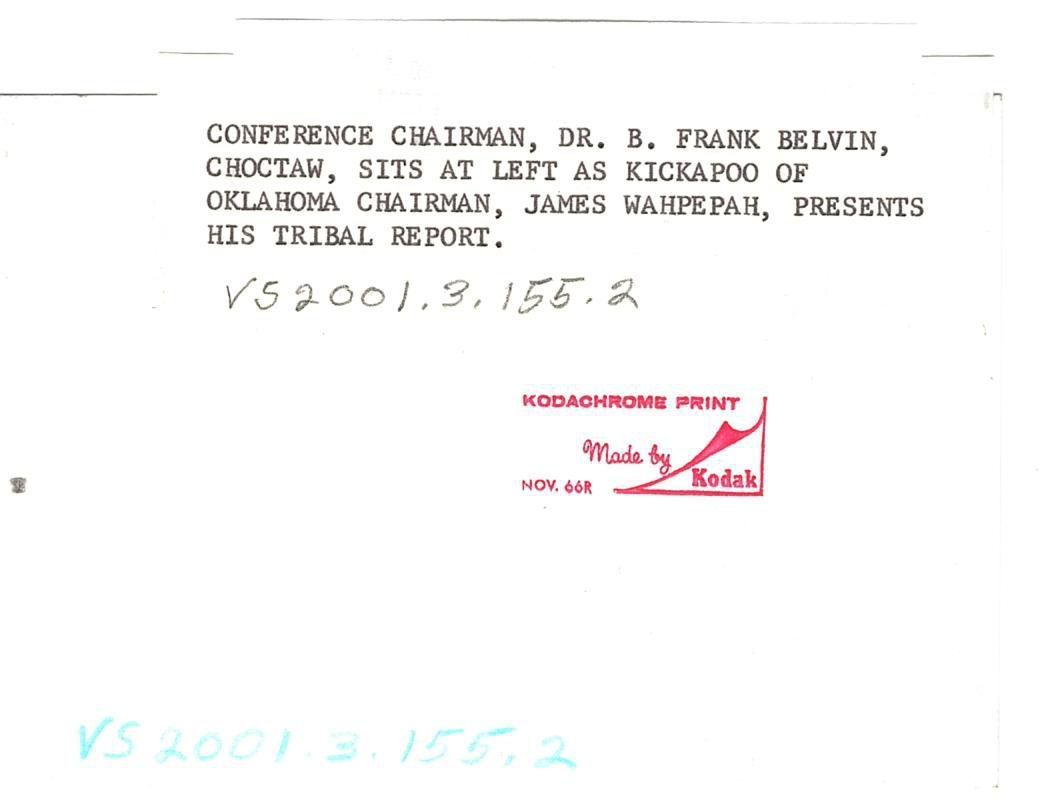 CONFERENCE CHAIRMAN, DR. B. FRANK BELVIN,
CHOCTAW, SITS AT LEFT AS KICKAPOO OF
OKLAHOMA CHAIRMAN, JAMES WAHPEPAH, PRESENTS
HIS TRIBAL REPORT.
VS2001.3.155.2
KODACHROME PRINT
Made by
Kodak
NOV. 66R
VS2001.3.155.2